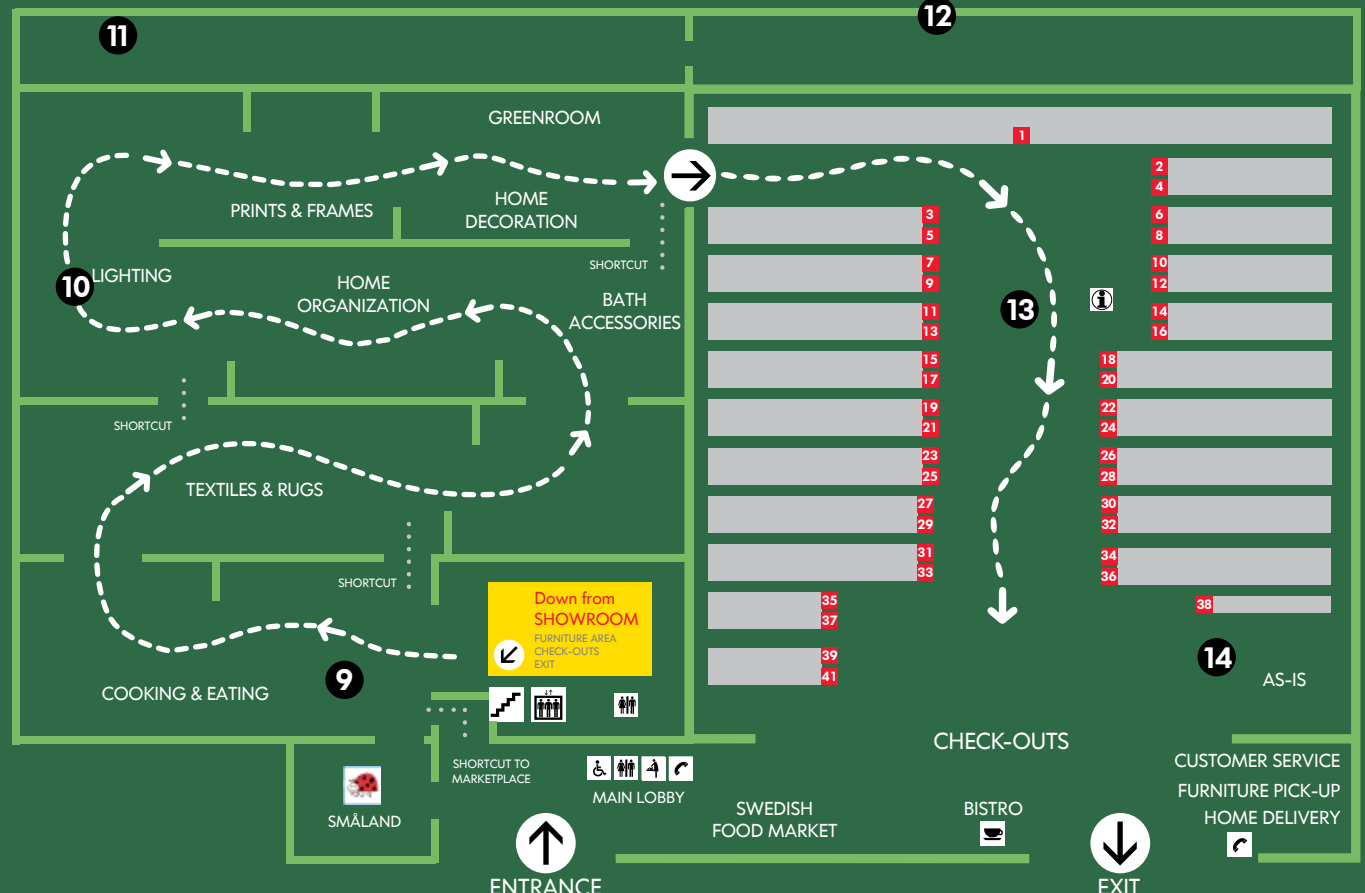 11
12
GREENROOM
1
2
4
PRINTS & FRAMES
HOME
DECORATION
3
5
6
8
SHORTCUT
LIGHTING
10
HOME
ORGANIZATION
BATH
ACCESSORIES
7
9
10
12
11
13
13
14
16
15
17
18
20
SHORTCUT
19
21
22
24
TEXTILES & RUGS
23
25
26
28
27
29
30
32
SHORTCUT
31
33
34
36
Down from
SHOWROOM
FURNITURE AREA
CHECK-OUTS
EXIT
35
37
38
9
COOKING & EATING
39
41
14
AS-IS
CHECK-OUTS
SHORTCUT TO
MARKETPLACE
SMÅLAND
MAIN LOBBY
SWEDISH
FOOD MARKET
BISTRO
CUSTOMER SERVICE
FURNITURE PICK-UP
HOME DELIVERY
ENTRANCE
EXIT